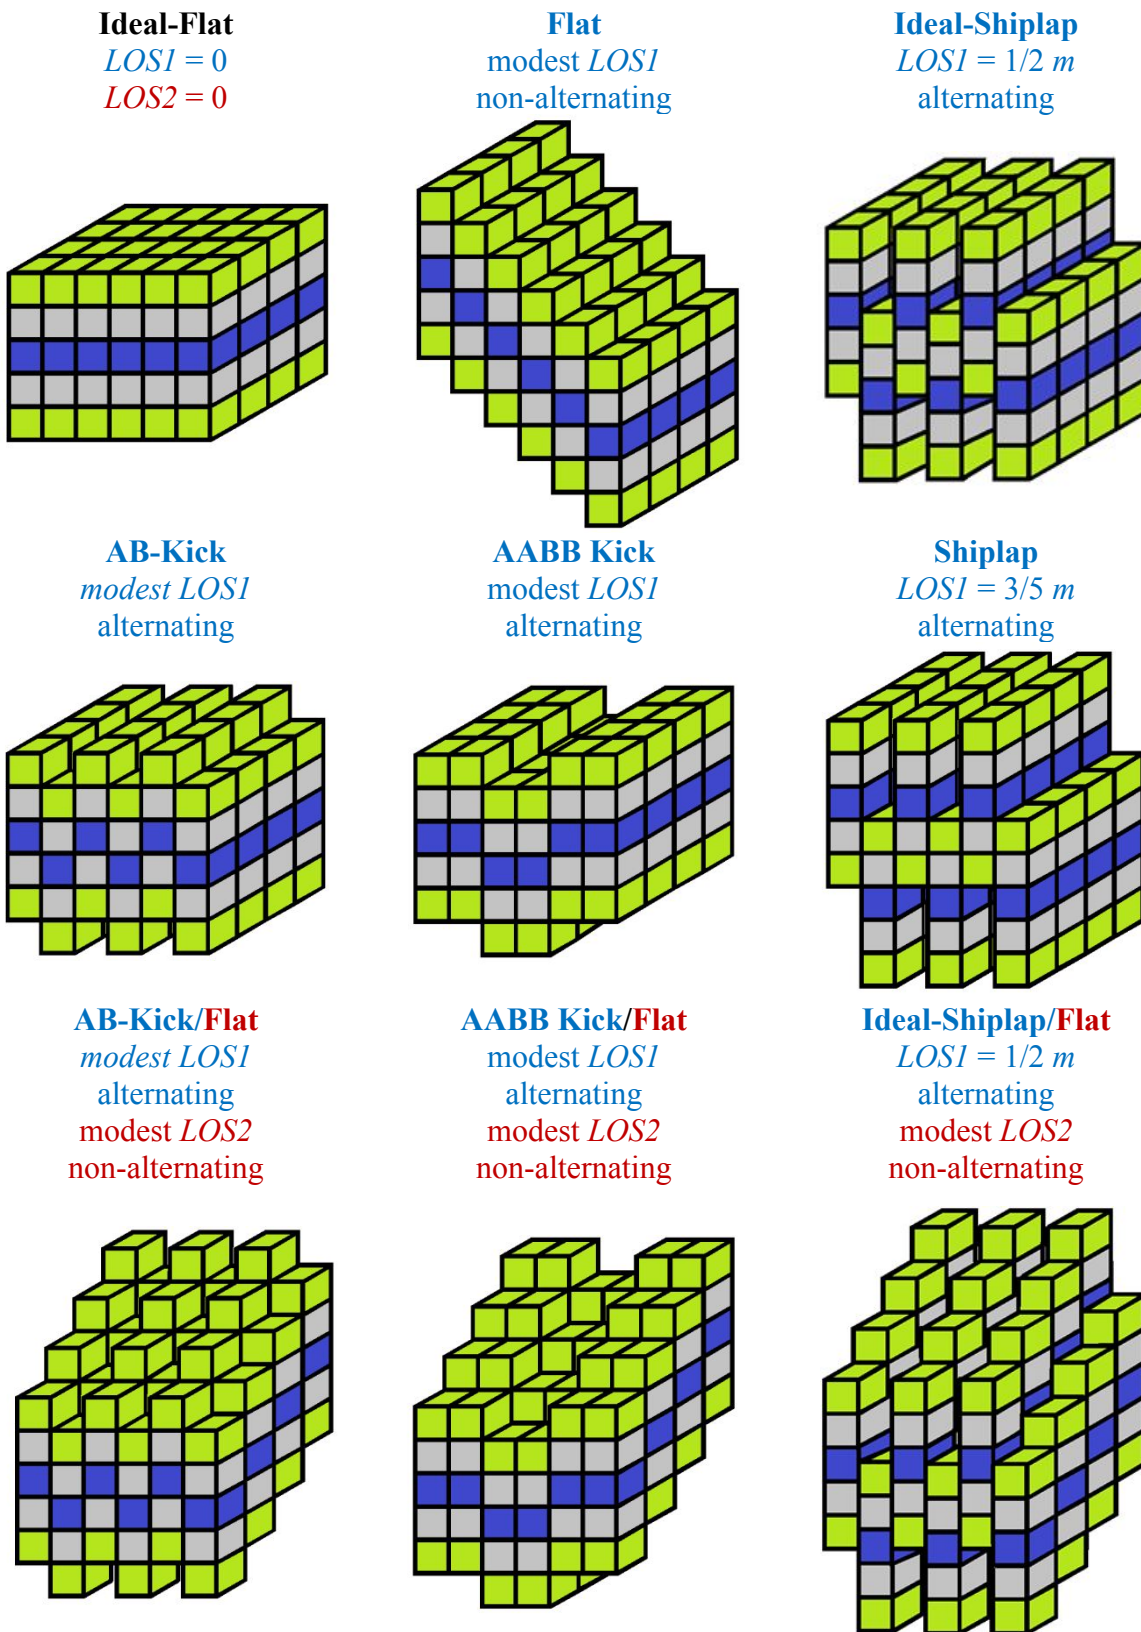 Ideal-Flat
LOS1 = 0
LOS2 = 0
Flat
modest LOS1
non-alternating
Ideal-Shiplap
LOS1 = 1/2 m
alternating
AB-Kick
modest LOS1
alternating
AABB Kick
modest LOS1
alternating
Shiplap
LOS1 = 3/5 m
alternating
AB-Kick/Flat
modest LOS1
alternating
modest LOS2
non-alternating
AABB Kick/Flat
modest LOS1
alternating
modest LOS2
non-alternating
Ideal-Shiplap/Flat
LOS1 = 1/2 m
alternating
modest LOS2
non-alternating